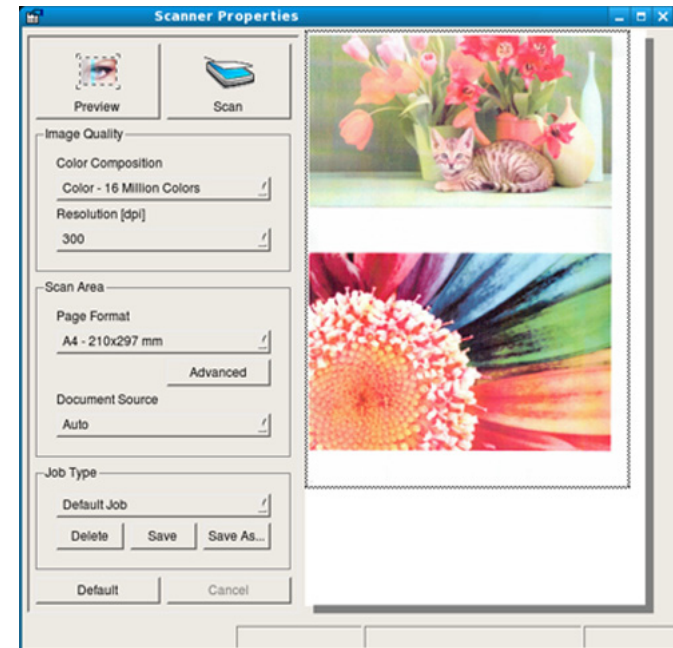 Scanner Properties
Preview Scan
Image Quality
Color Composition
Color - 16 Million Colors
Resolution [dpi]
300
Scan Area
Page Format
A4 - 210x297 mm
Advanced
Document Source
Auto
Job Type
Default Job
Delete Save Save As...
Default Cancel